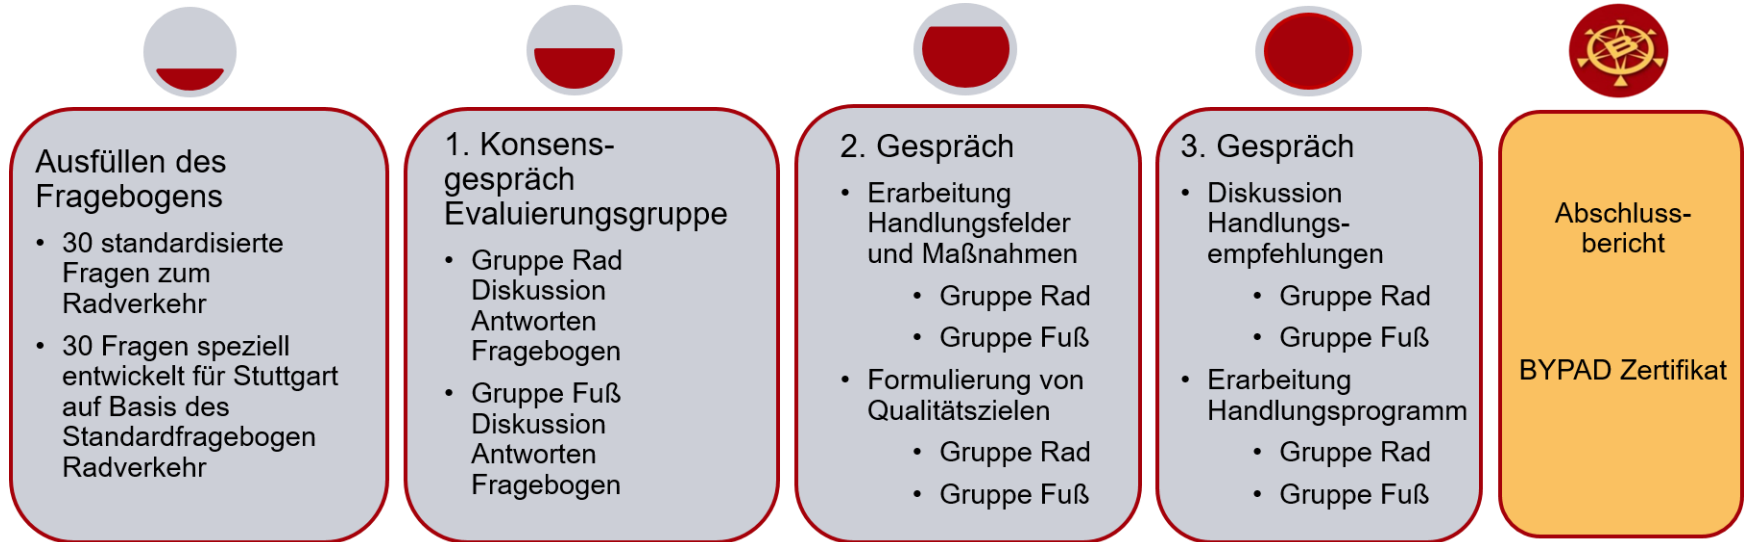 Ausfüllen des
Fragebogens
• 30 standardisierte
Fragen zum
Radverkehr
• 30 Fragen speziell
entwickelt für Stuttgart
auf Basis des
Standardfragebogen
Radverkehr
1. Konsens-
gespräch
Evaluierungsgruppe
• Gruppe Rad
Diskussion
Antworten
Fragebogen
• Gruppe Fuß
Diskussion
Antworten
Fragebogen
2. Gespräch
• Erarbeitung
Handlungsfelder
und Maßnahmen
• Gruppe Rad
• Gruppe Fuß
• Formulierung von
Qualitätszielen
• Gruppe Rad
• Gruppe Fuß
3. Gespräch
• Diskussion
Handlungs-
empfehlungen
• Gruppe Rad
• Gruppe Fuß
• Erarbeitung
Handlungsprogramm
• Gruppe Rad
• Gruppe Fuß
B
Abschluss-
bericht
BYPAD Zertifikat